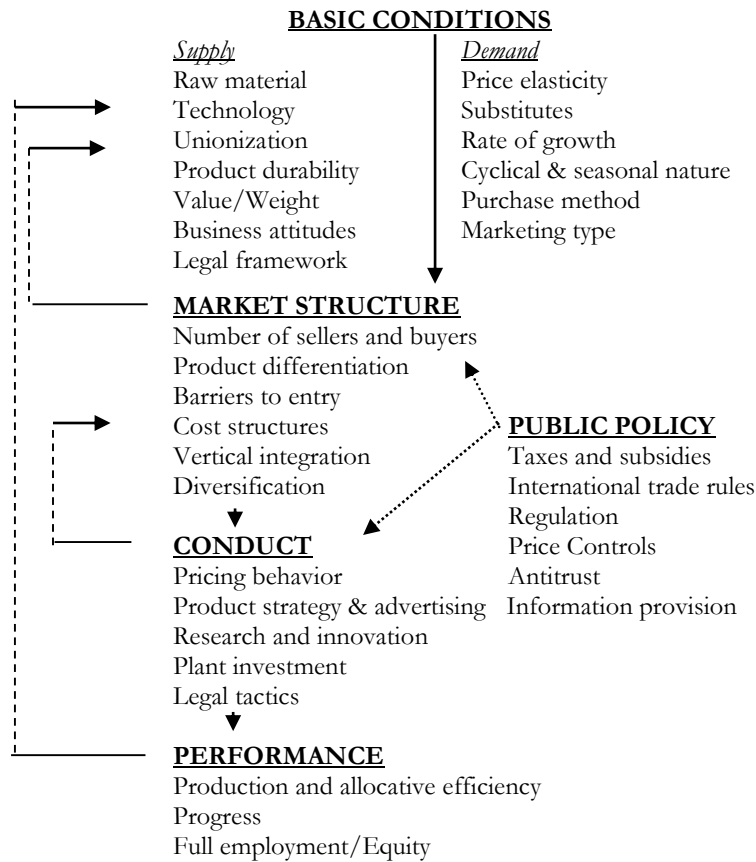 BASIC CONDITIONS
Supply
Raw material
Technology
Unionization
Product durability
Value/Weight
Business attitudes
Legal framework
Demand
Price elasticity
Substitutes
Rate of growth
Cyclical & seasonal nature
Purchase method
Marketing type
MARKET STRUCTURE
Number of sellers and buyers
Product differentiation
Barriers to entry
Cost structures
Vertical integration
Diversification
PUBLIC POLICY
Taxes and subsidies
International trade rules
Regulation
Price Controls
Antitrust
Information provision
CONDUCT
Pricing behavior
Product strategy & advertising
Research and innovation
Plant investment
Legal tactics
PERFORMANCE
Production and allocative efficiency
Progress
Full employment/Equity